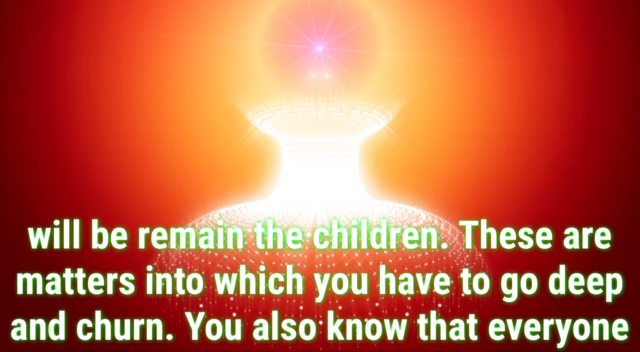 will be remain the children. These are
matters into which you have to go deep
and churn. You also know that everyone